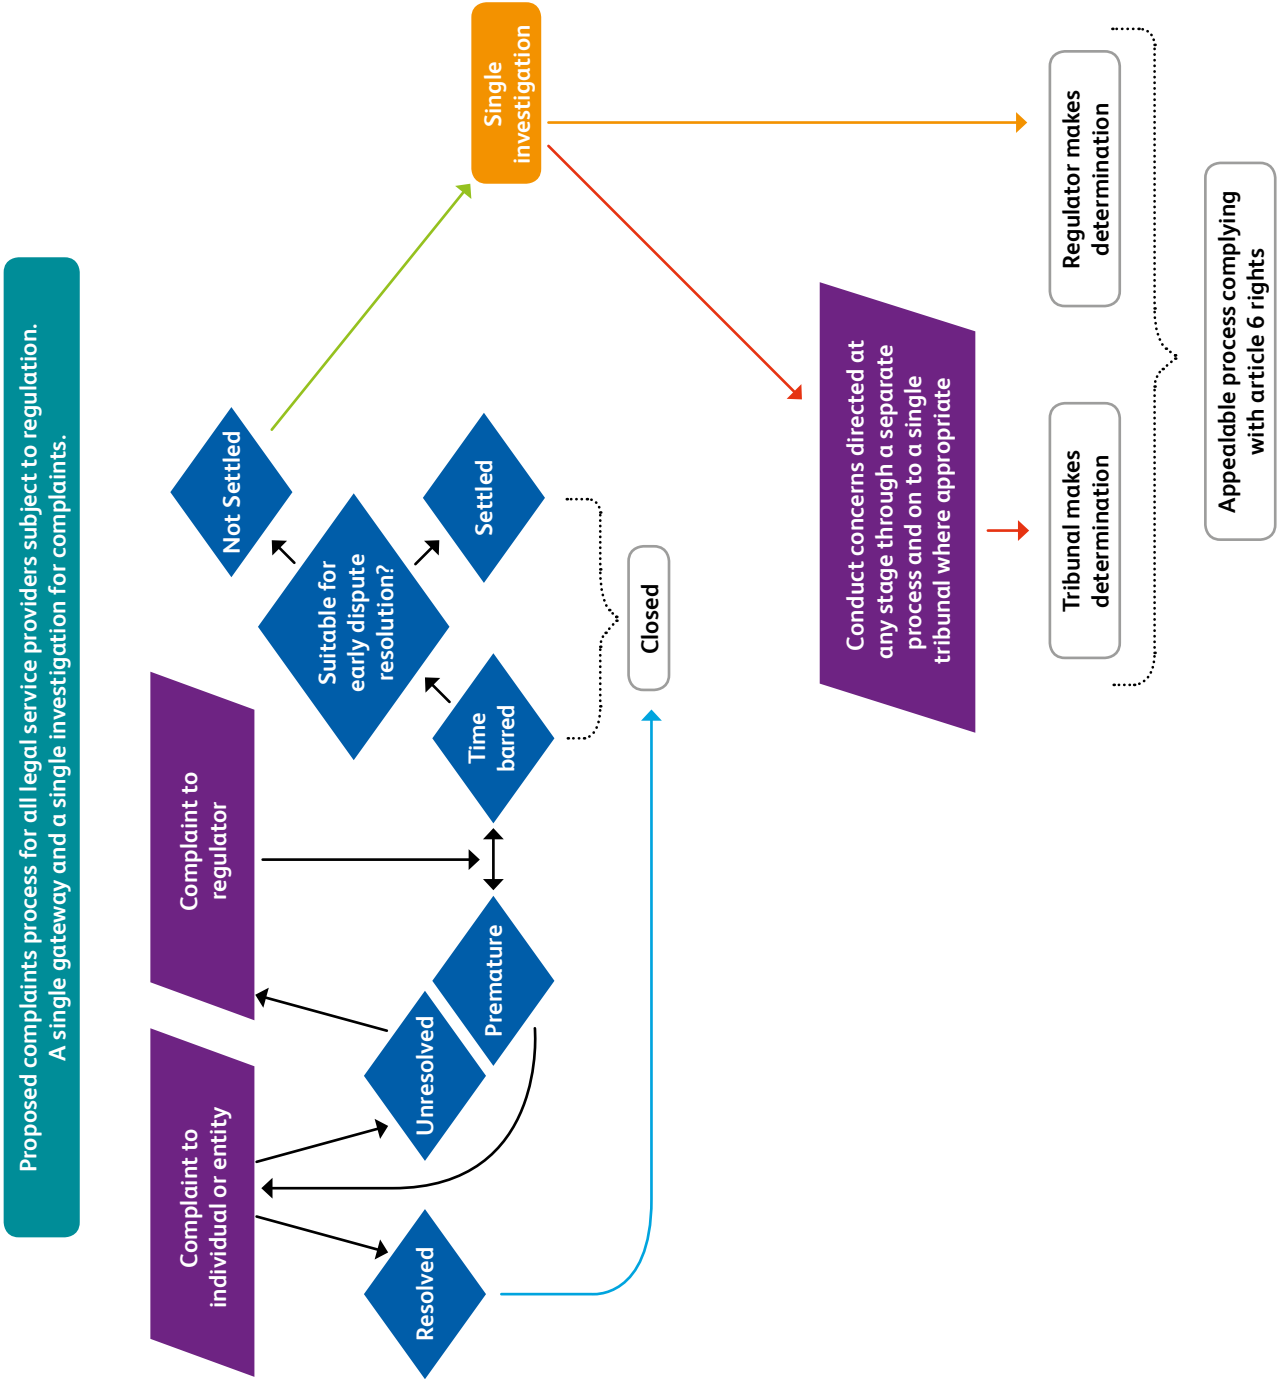 Proposed complaints process for all legal service providers subject to regulation.
A single gateway and a single investigation for complaints.
Complaint to
individual or entity
Complaint to
regulator
Resolved
Unresolved
Premature
Time
barred
Suitable for
early dispute
resolution?
Not Settled
Settled
Closed
Single
investigation
Conduct concerns directed at
any stage through a separate
process and on to a single
tribunal where appropriate
Tribunal makes
determination
Regulator makes
determination
Appealable process complying
with article 6 rights